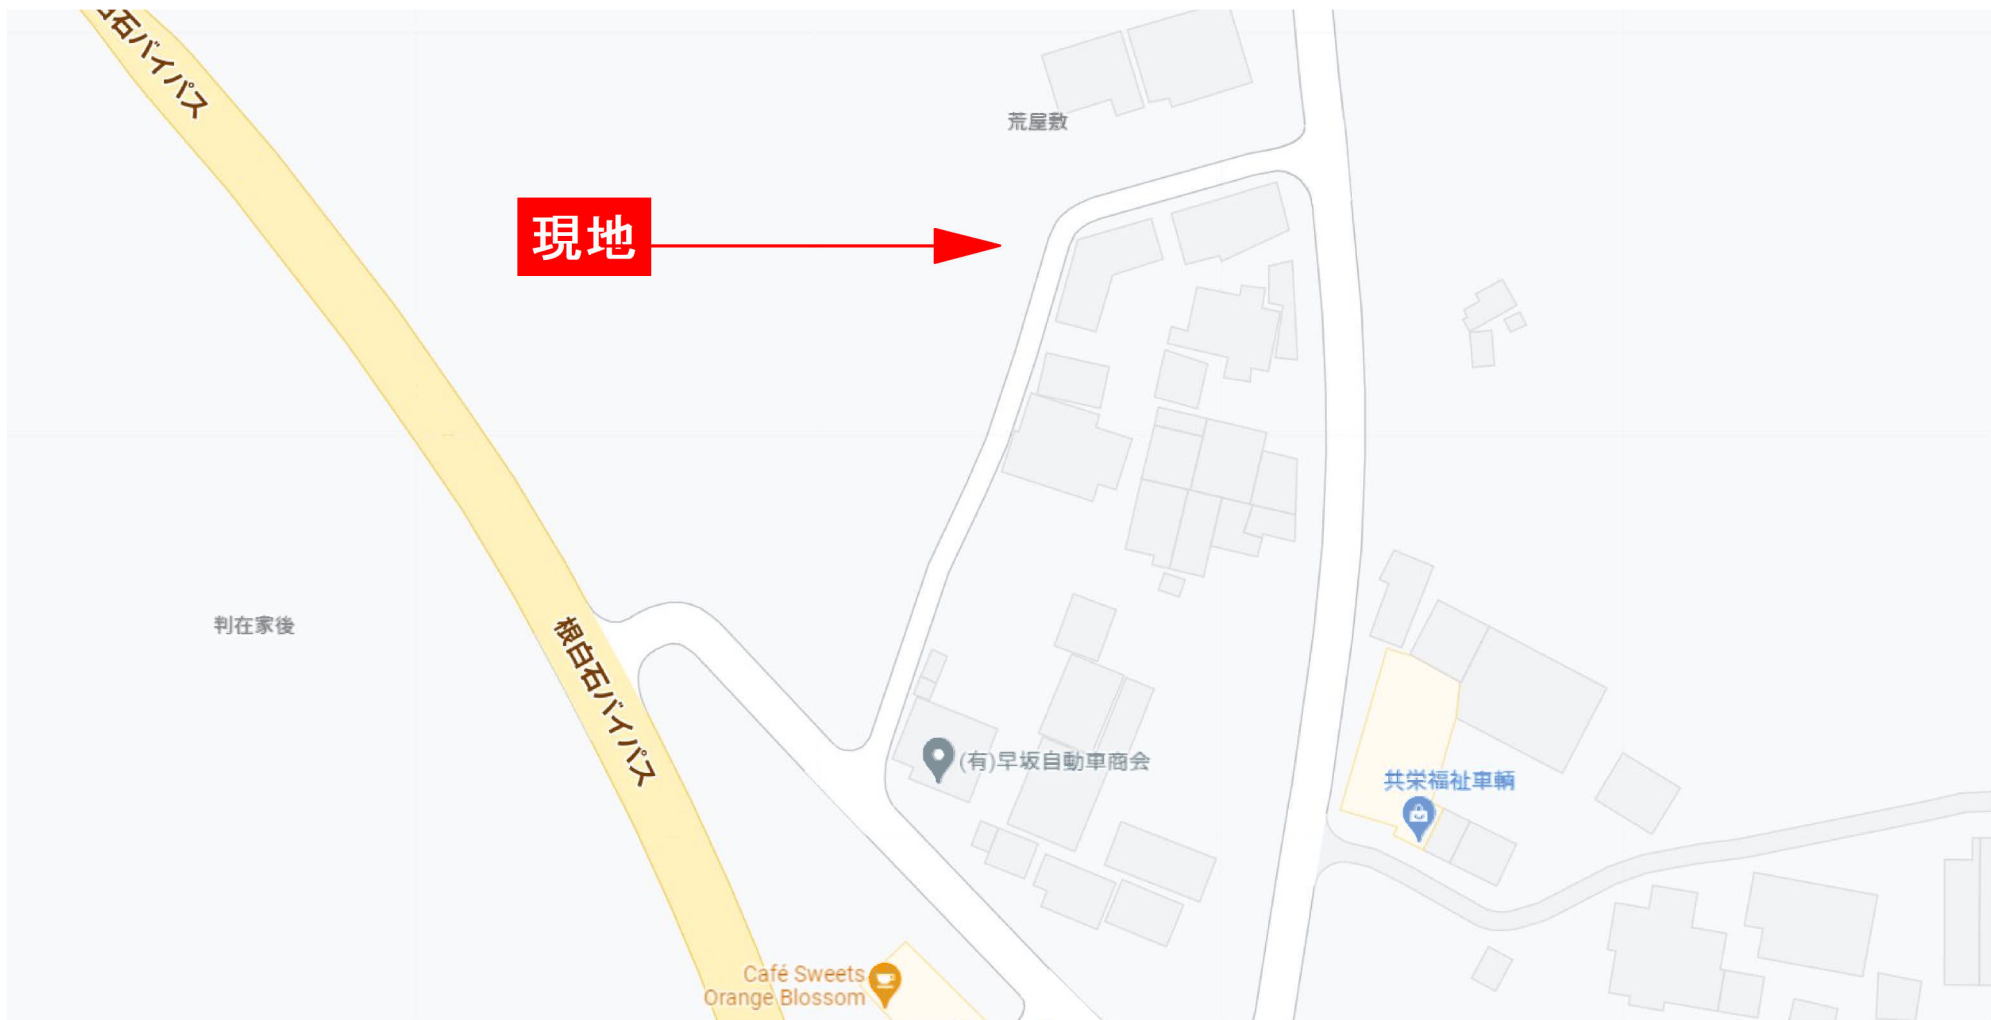 白石バイパス
荒屋敷
現地
判在家後
根白石バイパス
(有)早坂自動車商会
共栄福祉車輌
Café Sweets
Orange Blossom